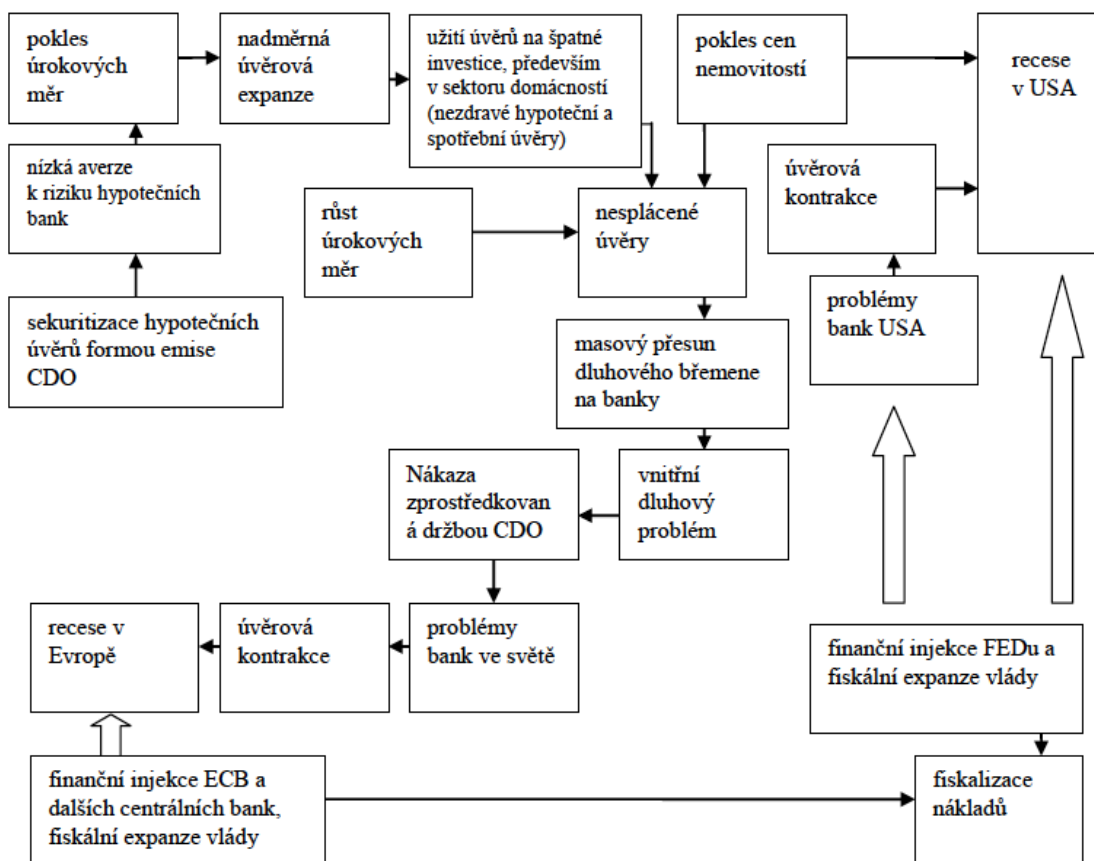 pokles
úrokových
měr
nadměrná
úvěrová
expanze
užití úvěrů na špatné
investice, především
v sektoru domácností
(nezdravé hypoteční a
spotřební úvěry)
pokles cen
nemovitostí
recese
v USA
nízká averze
k riziku hypotečních
bank
růst
úrokových
měr
nesplácené
úvěry
úvěrová
kontrakce
sekuritizace hypotečních
úvěrů formou emise
CDO
problémy
bank USA
masový přesun
dluhového břemene
na banky
Nákaza
zprostředkovan
á držbou CDO
vnitřní
dluhový
problém
recese v
Evropě
úvěrová
kontrakce
problémy
bank ve světě
finanční injekce FEDu a
fiskální expanze vlády
finanční injekce ECB a
dalších centrálních bank,
fiskální expanze vlády
fiskalizace
nákladů